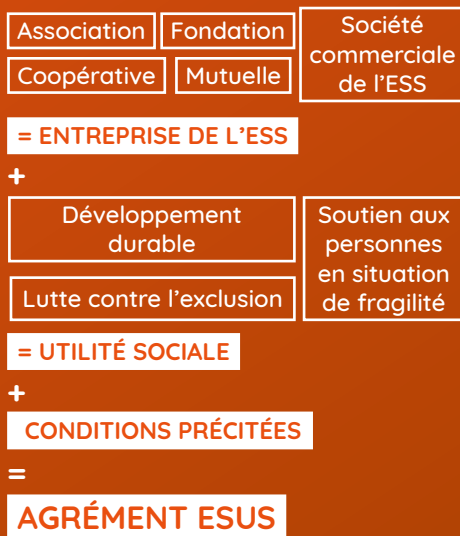 Association
Fondation
Coopérative
Mutuelle
Société
commerciale
de l'ESS
= ENTREPRISE DE L'ESS
+
Développement
durable
Lutte contre l'exclusion
Soutien aux
personnes
en situation
de fragilité
= UTILITÉ SOCIALE
+
CONDITIONS PRÉCITÉES
=
AGRÉMENT ESUS